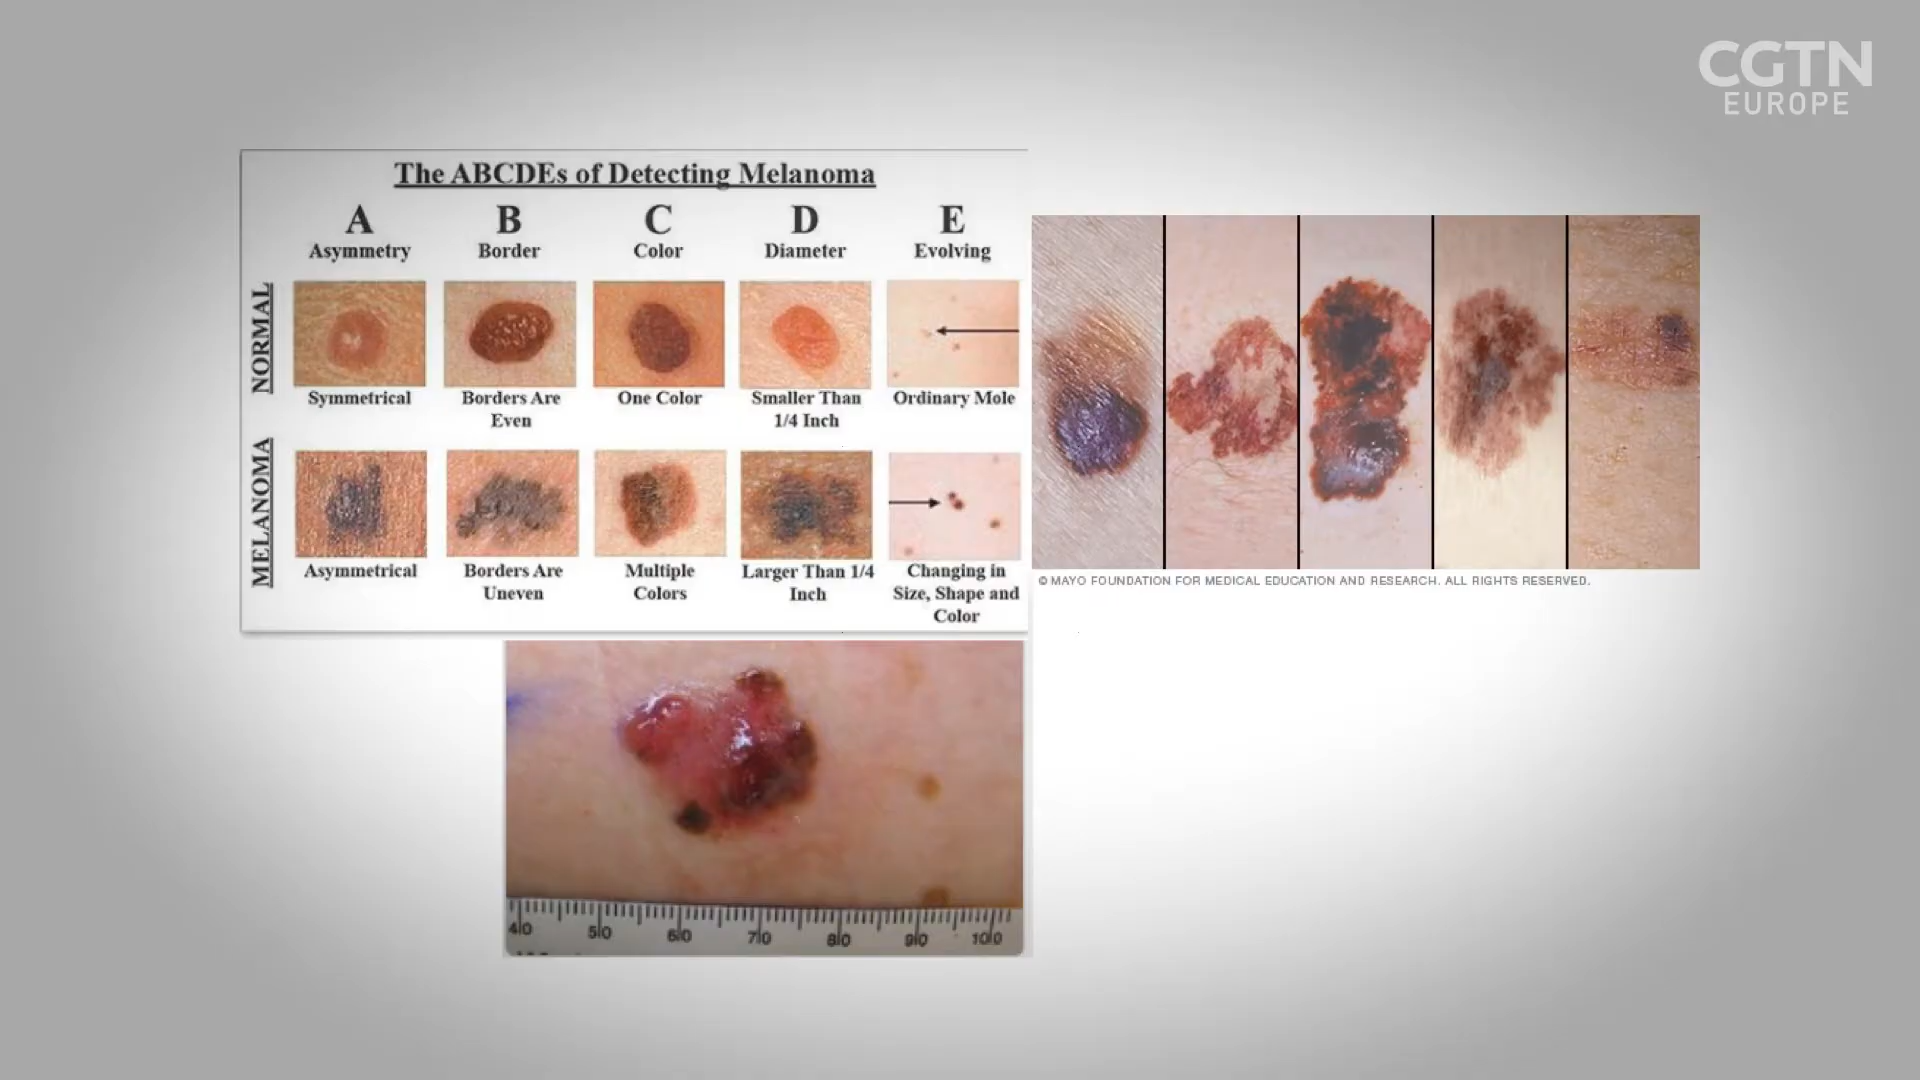 CGTN
EUROPE
The ABCDEs of Detecting Melanoma
A
B
C
D
E
Asymmetry
Border
Color
Diameter
Evolving
NORMAL
Symmetrical
Borders Are
Even
One Color
Smaller Than
1/4 Inch
Ordinary Mole
MELANOMA
Asymmetrical
Borders Are
Uneven
Multiple
Colors
Larger Than 1/4
Inch
Changing in
Size, Shape and
Color
© MAYO FOUNDATION FOR MEDICAL EDUCATION AND RESEARCH. ALL RIGHTS RESERVED.
40 50 60 70 80 90 100